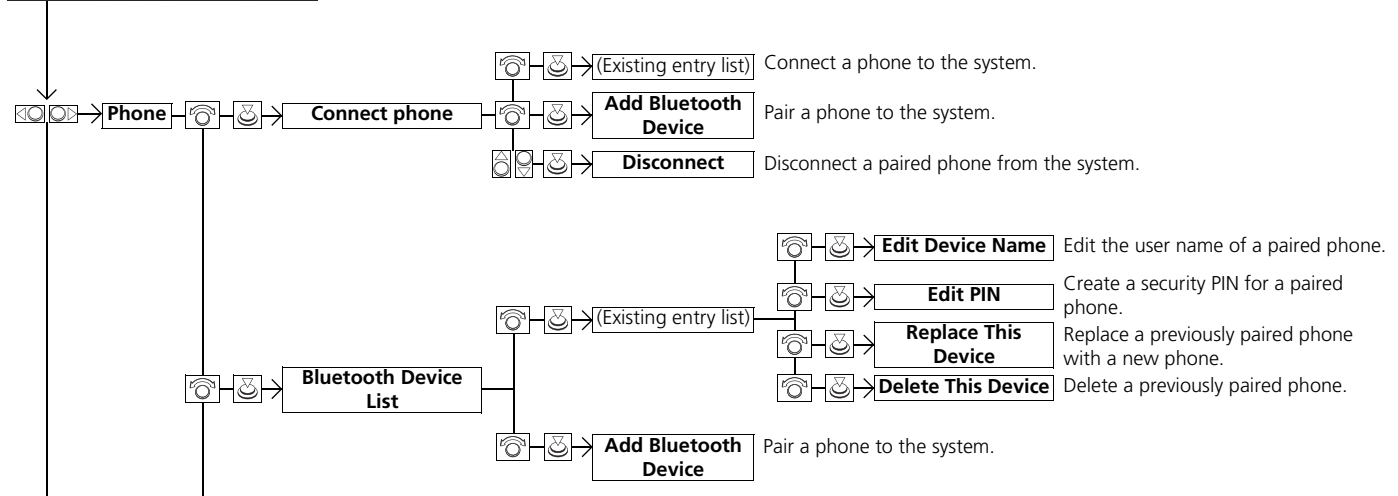 (Existing entry list)
Connect a phone to the system.
Phone
Connect phone
Add Bluetooth
Device
Pair a phone to the system.
Disconnect
Disconnect a paired phone from the system.
Edit Device Name
Edit the user name of a paired phone.
(Existing entry list)
Edit PIN
Create a security PIN for a paired
phone.
Replace This
Device
Replace a previously paired phone
with a new phone.
Bluetooth Device
List
Delete This Device
Delete a previously paired phone.
Add Bluetooth
Device
Pair a phone to the system.